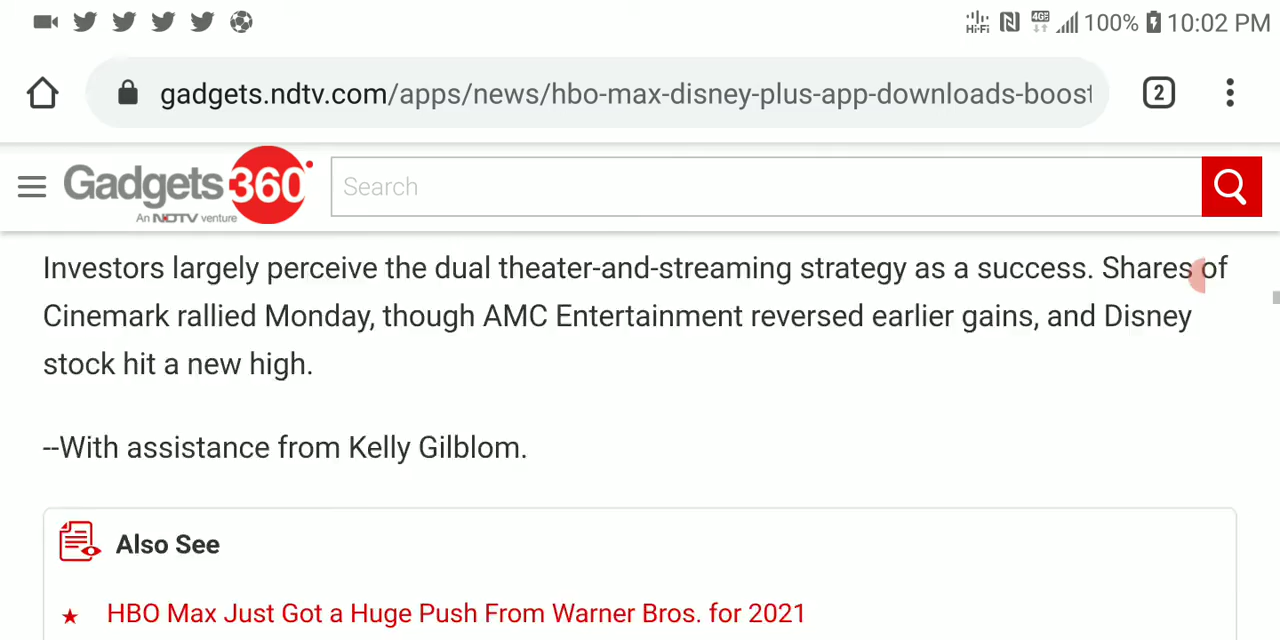 Hi-Fi 4GE 100% 10:02 PM
gadgets.ndtv.com/apps/news/hbo-max-disney-plus-app-downloads-boost 2
Gadgets 360 Search
An NDTV venture
Investors largely perceive the dual theater-and-streaming strategy as a success. Shares of
Cinemark rallied Monday, though AMC Entertainment reversed earlier gains, and Disney
stock hit a new high.
--With assistance from Kelly Gilblom.
Also See
HBO Max Just Got a Huge Push From Warner Bros. for 2021